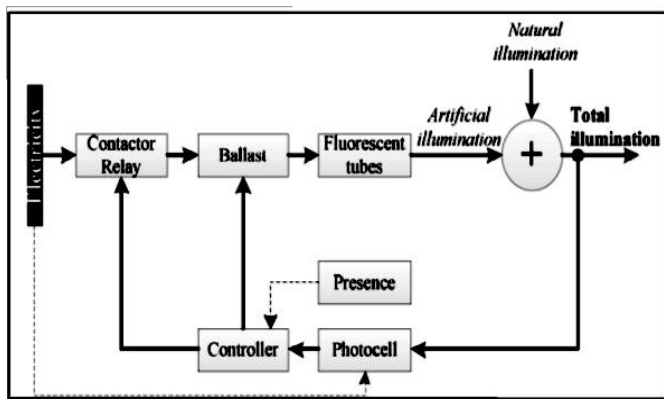 Natural
illumination
Electricity
Contactor
Relay
Ballast
Fluorescent
tubes
Artificial
illumination
+
Total
illumination
Presence
Controller
Photocell